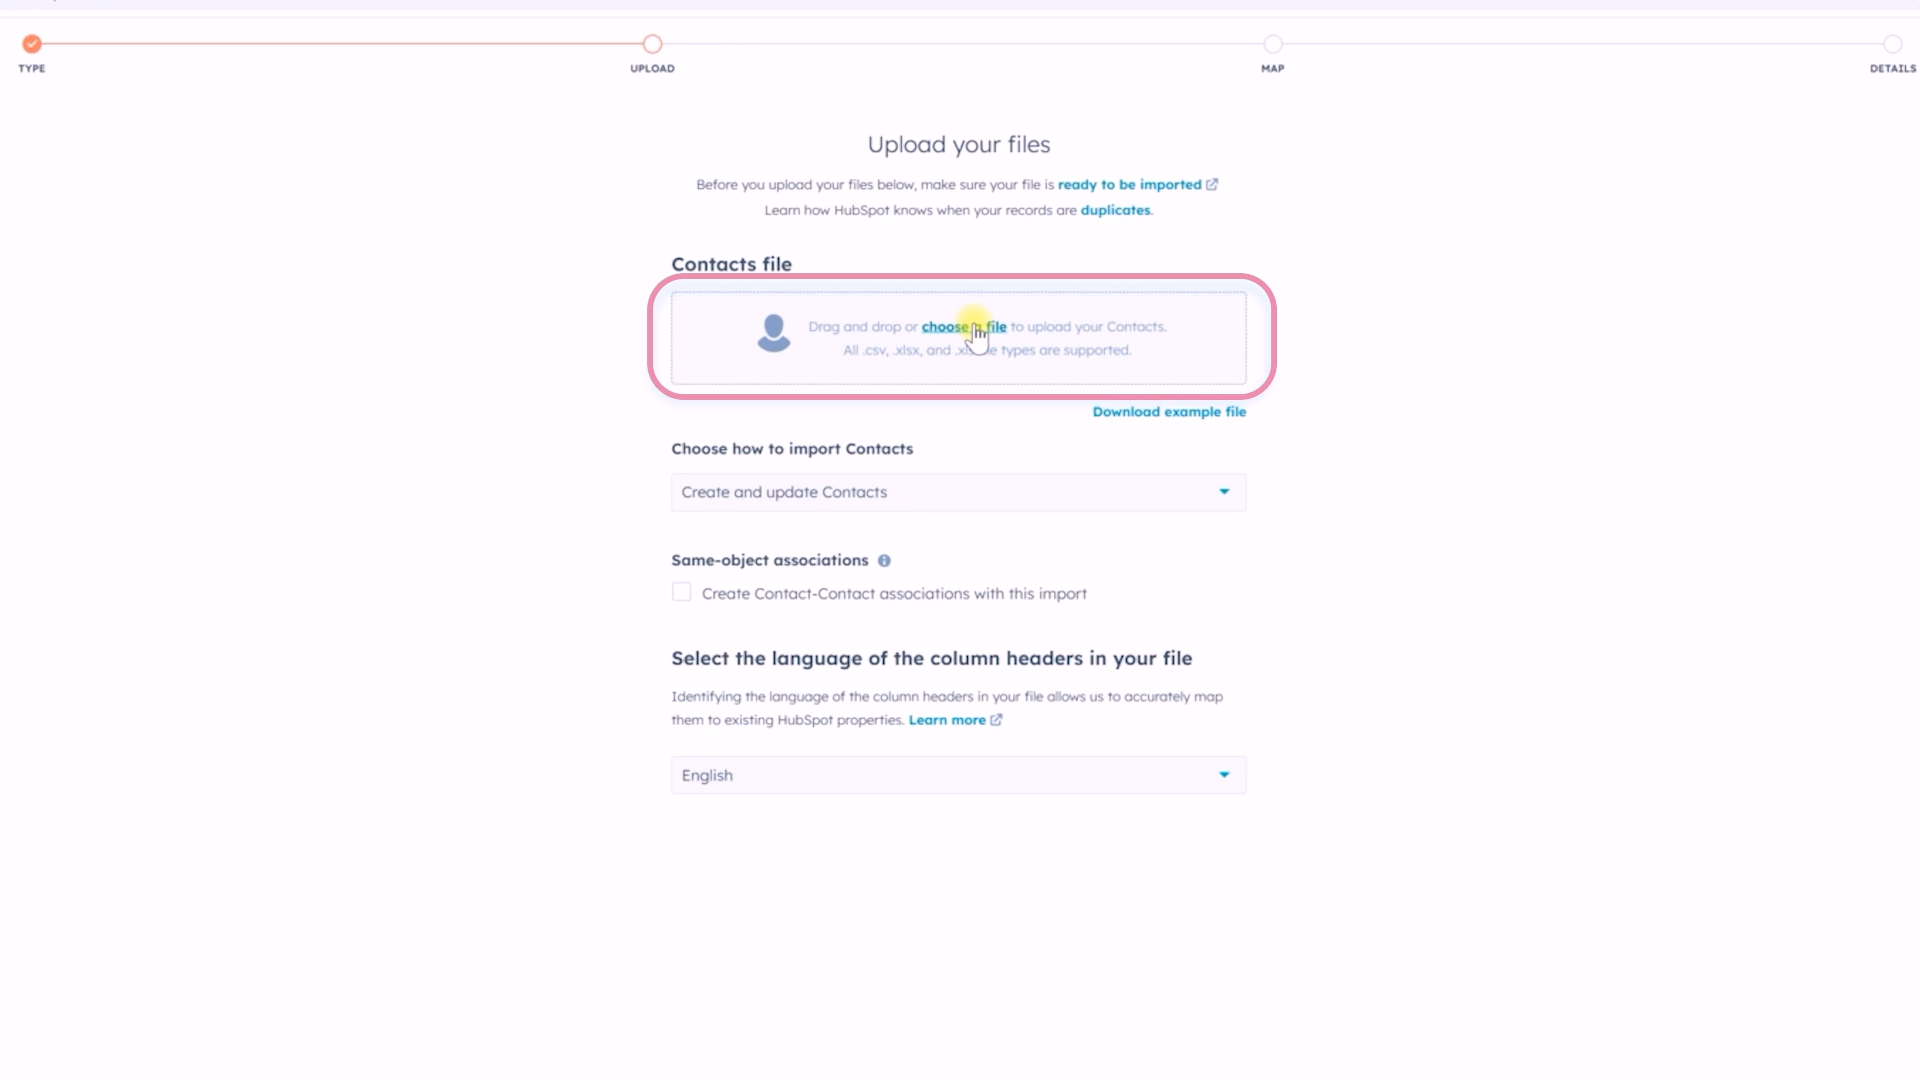 TYPE
UPLOAD
MAP
DETAILS
Upload your files
Before you upload your files below, make sure your file is ready to be imported
Learn how HubSpot knows when your records are duplicates.
Contacts file
Drag and drop or choose file to upload your Contacts.
All .csv, .xlsx, and types are supported.
Download example file
Choose how to import Contacts
Create and update Contacts
Same-object associations
Create Contact-Contact associations with this import
Select the language of the column headers in your file
Identifying the language of the column headers in your file allows us to accurately map
them to existing HubSpot properties. Learn more
English